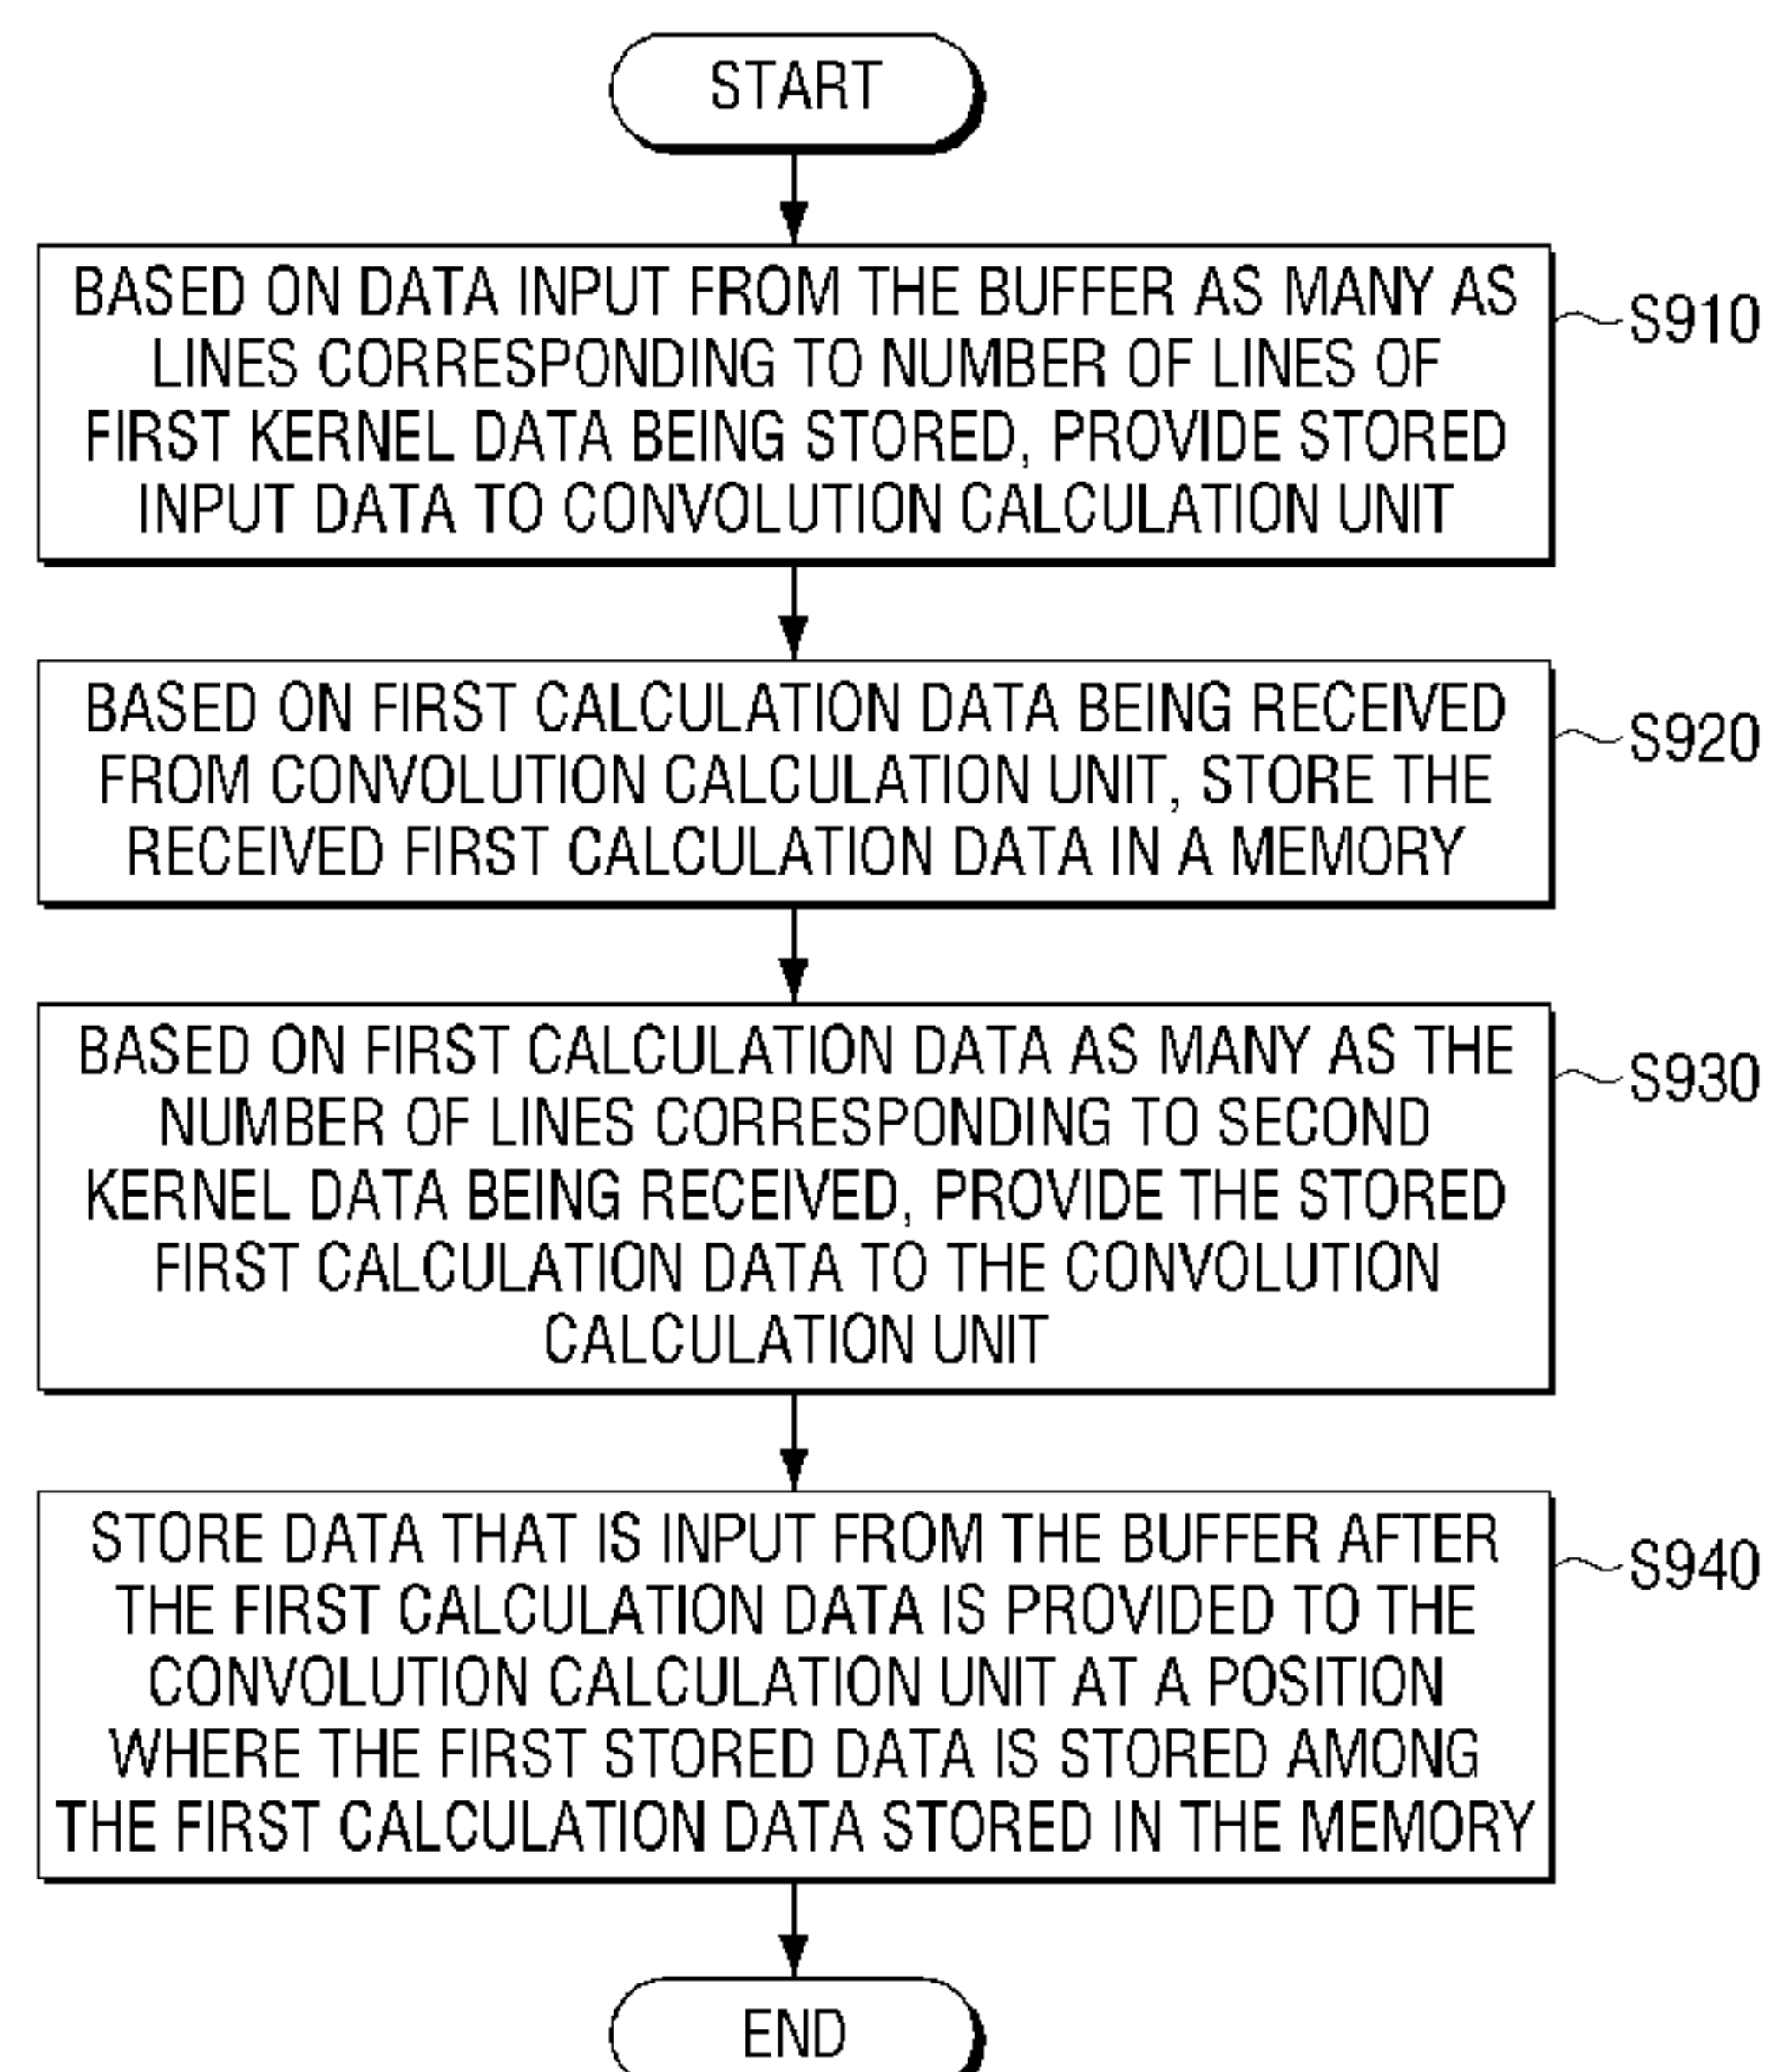 START
BASED ON DATA INPUT FROM THE BUFFER AS MANY AS
LINES CORRESPONDING TO NUMBER OF LINES OF
FIRST KERNEL DATA BEING STORED, PROVIDE STORED
INPUT DATA TO CONVOLUTION CALCULATION UNIT
S910
BASED ON FIRST CALCULATION DATA BEING RECEIVED
FROM CONVOLUTION CALCULATION UNIT, STORE THE
RECEIVED FIRST CALCULATION DATA IN A MEMORY
S920
BASED ON FIRST CALCULATION DATA AS MANY AS THE
NUMBER OF LINES CORRESPONDING TO SECOND
KERNEL DATA BEING RECEIVED, PROVIDE THE STORED
FIRST CALCULATION DATA TO THE CONVOLUTION
CALCULATION UNIT
S930
STORE DATA THAT IS INPUT FROM THE BUFFER AFTER
THE FIRST CALCULATION DATA IS PROVIDED TO THE
CONVOLUTION CALCULATION UNIT AT A POSITION
WHERE THE FIRST STORED DATA IS STORED AMONG
THE FIRST CALCULATION DATA STORED IN THE MEMORY
S940
END